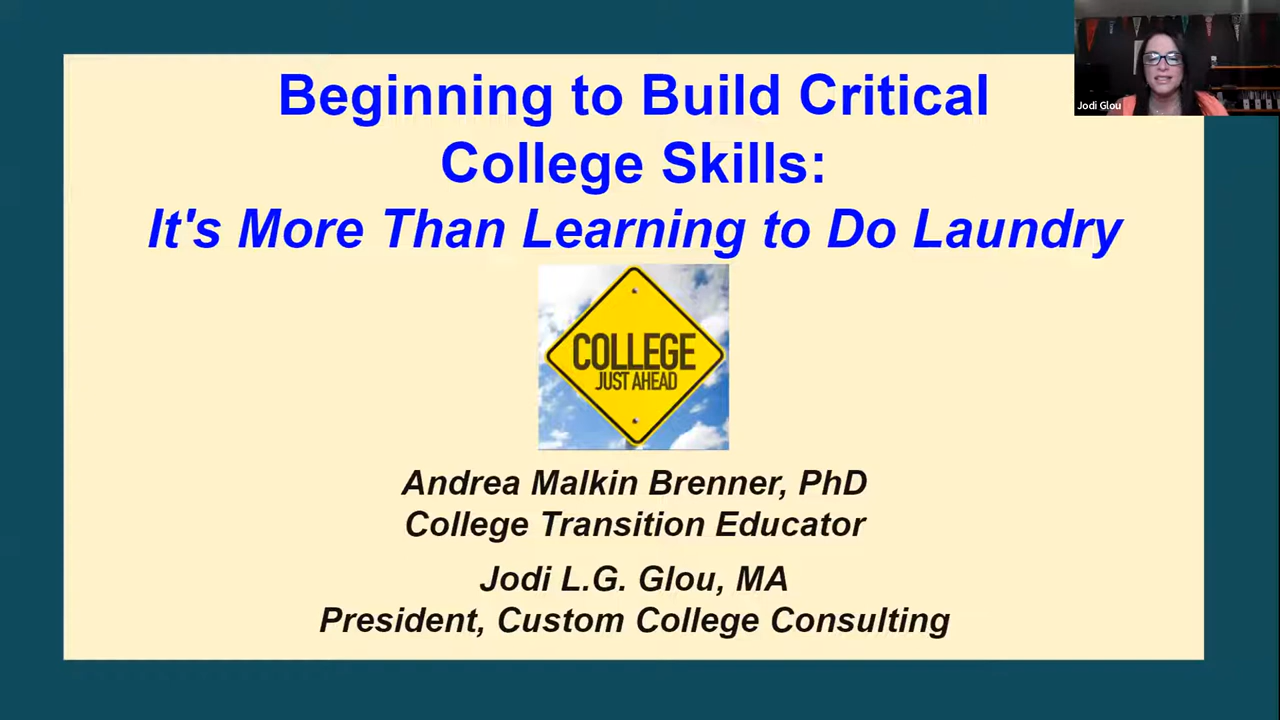 Beginning to Build Critical
College Skills:
It's More Than Learning to Do Laundry
COLLEGE
JUST AHEAD
Andrea Malkin Brenner, PhD
College Transition Educator
Jodi L.G. Glou, MA
President, Custom College Consulting
Jodi Glou